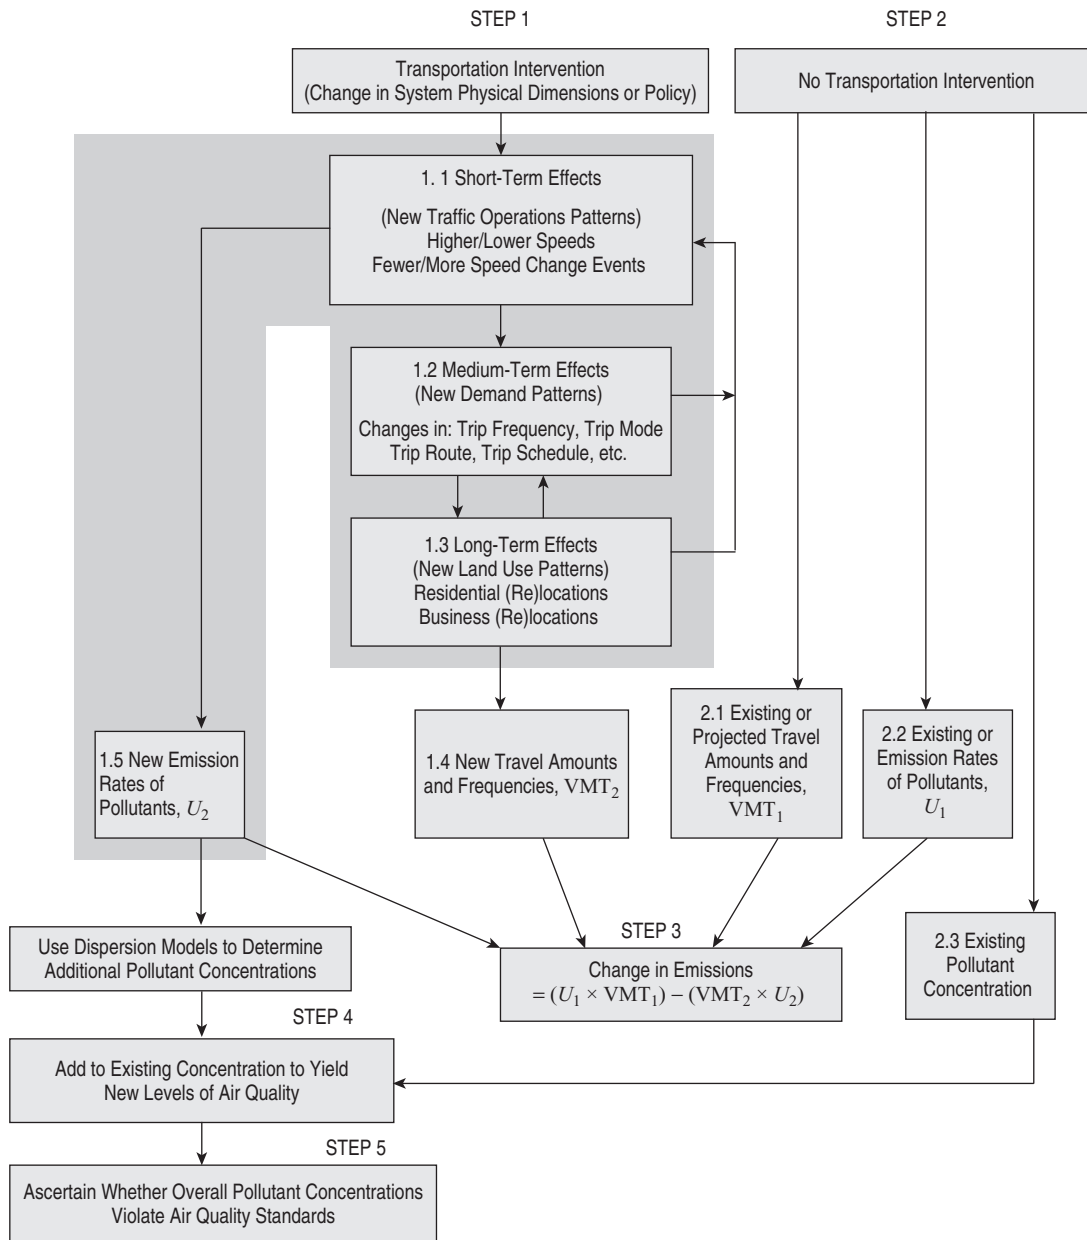 STEP 1
STEP 2
Transportation Intervention
(Change in System Physical Dimensions or Policy)
No Transportation Intervention
1. 1 Short-Term Effects
(New Traffic Operations Patterns)
Higher/Lower Speeds
Fewer/More Speed Change Events
1.2 Medium-Term Effects
(New Demand Patterns)
Changes in: Trip Frequency, Trip Mode
Trip Route, Trip Schedule, etc.
1.3 Long-Term Effects
(New Land Use Patterns)
Residential (Re)locations
Business (Re)locations
1.5 New Emission
Rates of
Pollutants, U₂
1.4 New Travel Amounts
and Frequencies, VMT₂
2.1 Existing or
Projected Travel
Amounts and
Frequencies,
VMT₁
2.2 Existing or
Emission Rates
of Pollutants,
U₁
Use Dispersion Models to Determine
Additional Pollutant Concentrations
STEP 3
Change in Emissions
= (U₁ × VMT₁) − (VMT₂ × U₂)
2.3 Existing
Pollutant
Concentration
STEP 4
Add to Existing Concentration to Yield
New Levels of Air Quality
STEP 5
Ascertain Whether Overall Pollutant Concentrations
Violate Air Quality Standards